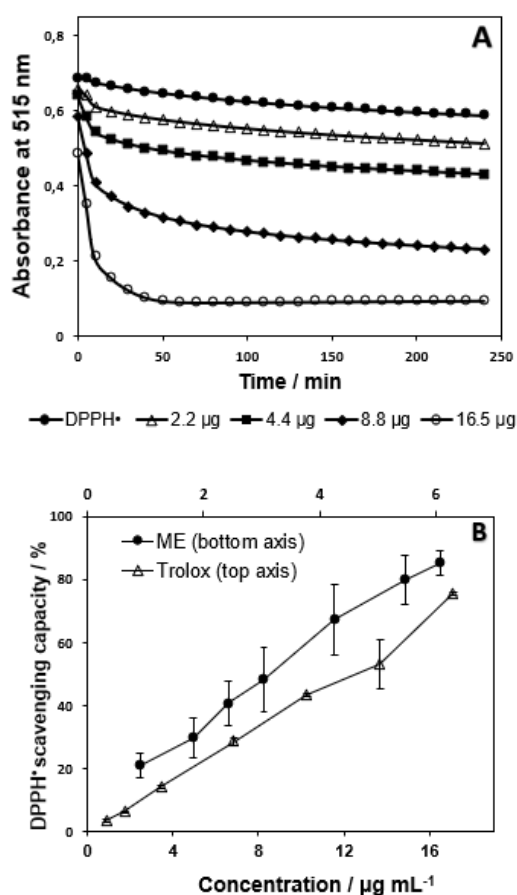 A
0,8
0,6
0,4
0,2
0
Absorbance at 515 nm
0 50 100 150 200 250
Time / min
DPPH• 2.2 µg 4.4 µg 8.8 µg 16.5 µg
0 2 4 6
B
100
80
60
40
20
0
DPPH• scavenging capacity / %
ME (bottom axis)
Trolox (top axis)
0 4 8 12 16
Concentration / µg mL⁻¹